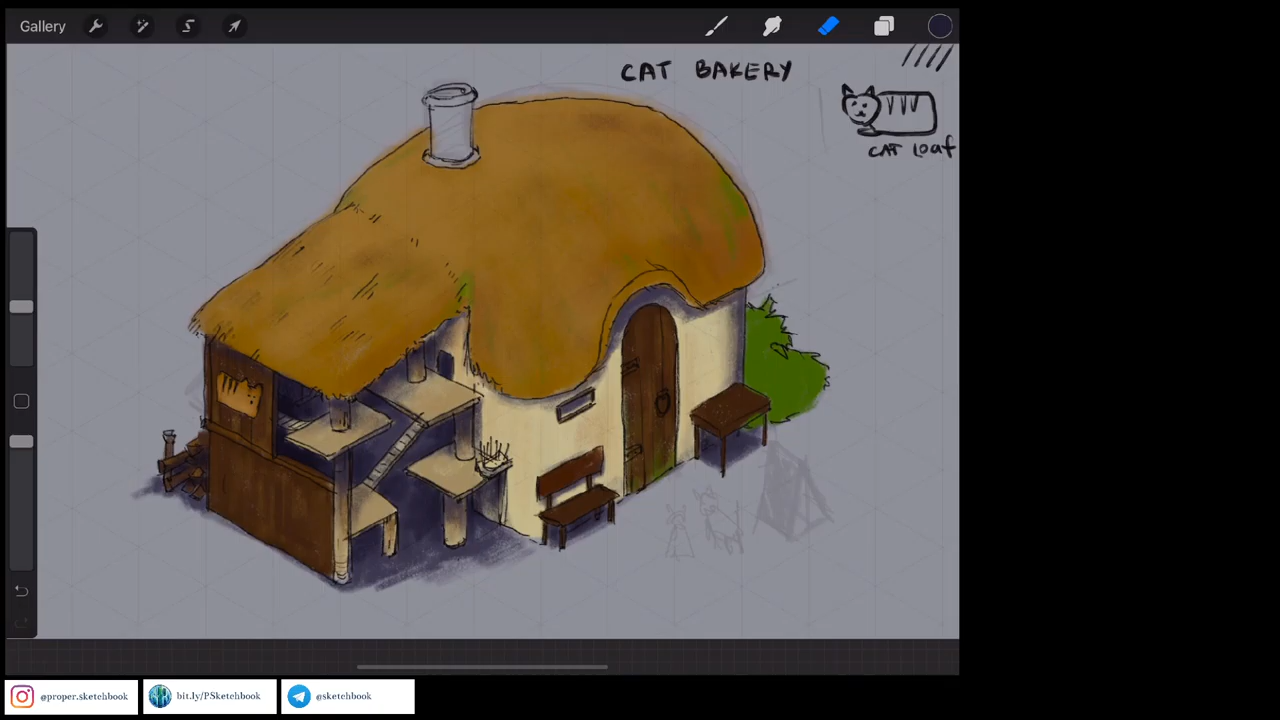 Gallery
CAT BAKERY
CAT Loaf
@proper.sketchbook
bit.ly/PSketchbook
@sketchbook